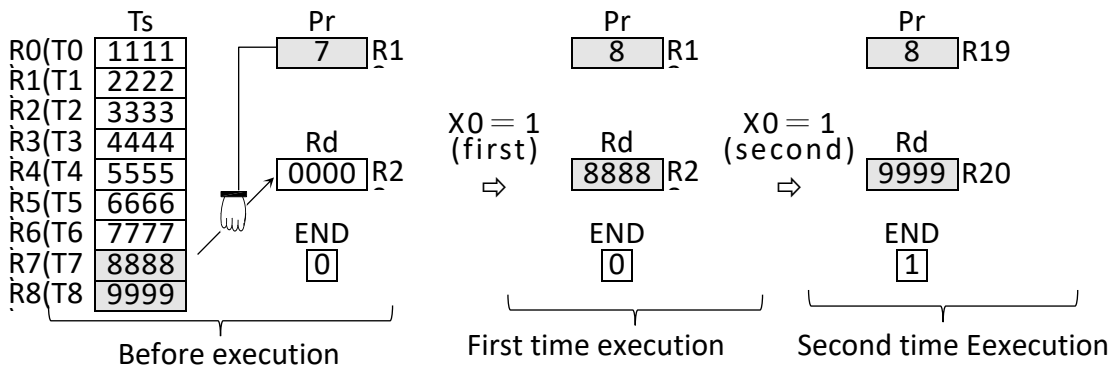 Ts Pr Pr Pr
R0(T0 1111 7 R1 8 R1 8 R19
R1(T1 2222
R2(T2 3333
R3(T3 4444 Rd X0=1 (first) Rd X0=1 (second) Rd
R4(T4 5555 0000 R2 ⇨ 8888 R2 ⇨ 9999 R20
R5(T5 6666
R6(T6 7777 END END END
R7(T7 8888 0 0 1
R8(T8 9999
Before execution First time execution Second time Eexecution